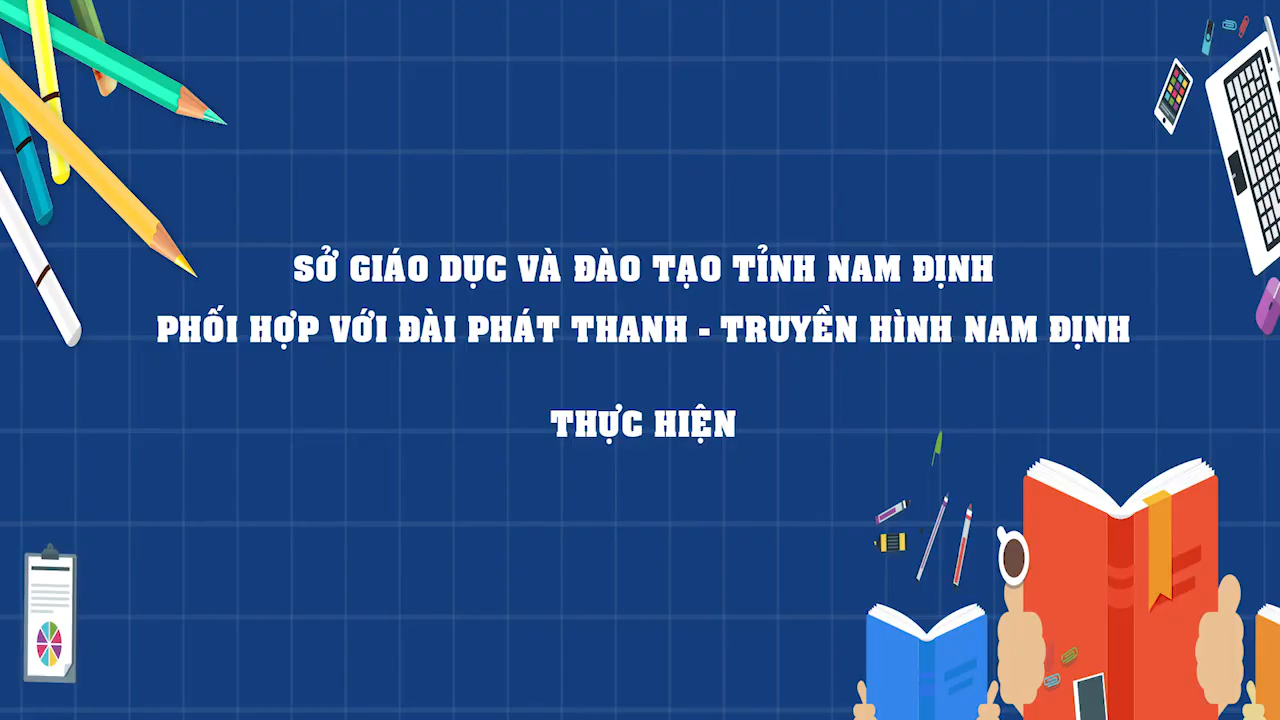 SỞ GIÁO DỤC VÀ ĐÀO TẠO TỈNH NAM ĐỊNH
PHỐI HỢP VỚI ĐÀI PHÁT THANH - TRUYỀN HÌNH NAM ĐỊNH
THỰC HIỆN